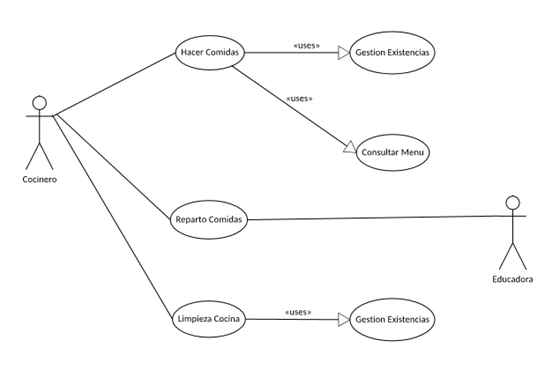 Hacer Comidas
«uses»
Gestion Existencias
«uses»
Consultar Menu
Cocinero
Reparto Comidas
Educadora
Limpieza Cocina
«uses»
Gestion Existencias